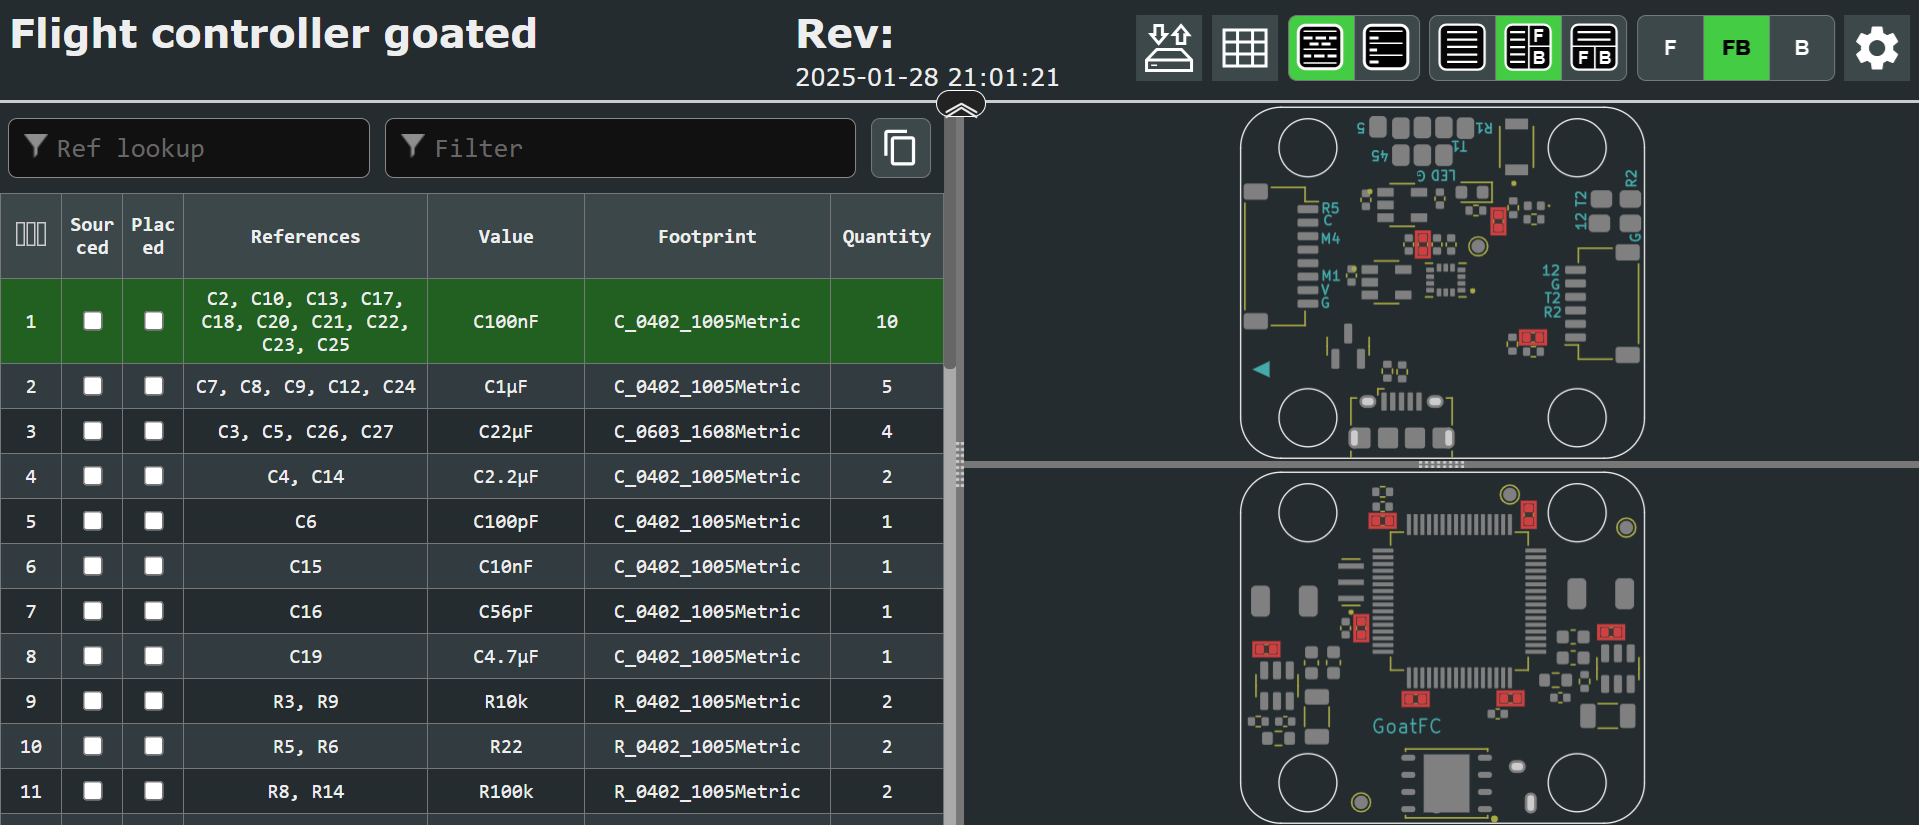 Flight controller goated
Rev:
2025-01-28 21:01:21
F
B
F B
F
FB
B
Ref lookup
Filter
Sour
ced
Plac
ed
References
Value
Footprint
Quantity
1
C2, C10, C13, C17,
C18, C20, C21, C22,
C23, C25
C100nF
C_0402_1005Metric
10
2
C7, C8, C9, C12, C24
C1µF
C_0402_1005Metric
5
3
C3, C5, C26, C27
C22µF
C_0603_1608Metric
4
4
C4, C14
C2.2µF
C_0402_1005Metric
2
5
C6
C100pF
C_0402_1005Metric
1
6
C15
C10nF
C_0402_1005Metric
1
7
C16
C56pF
C_0402_1005Metric
1
8
C19
C4.7µF
C_0402_1005Metric
1
9
R3, R9
R10k
R_0402_1005Metric
2
10
R5, R6
R22
R_0402_1005Metric
2
11
R8, R14
R100k
R_0402_1005Metric
2
5
R1
45
T1
LED G
R5
C
M4
M1
V
G
T2
R2
12
G
12
G
T2
R2
GoatFC